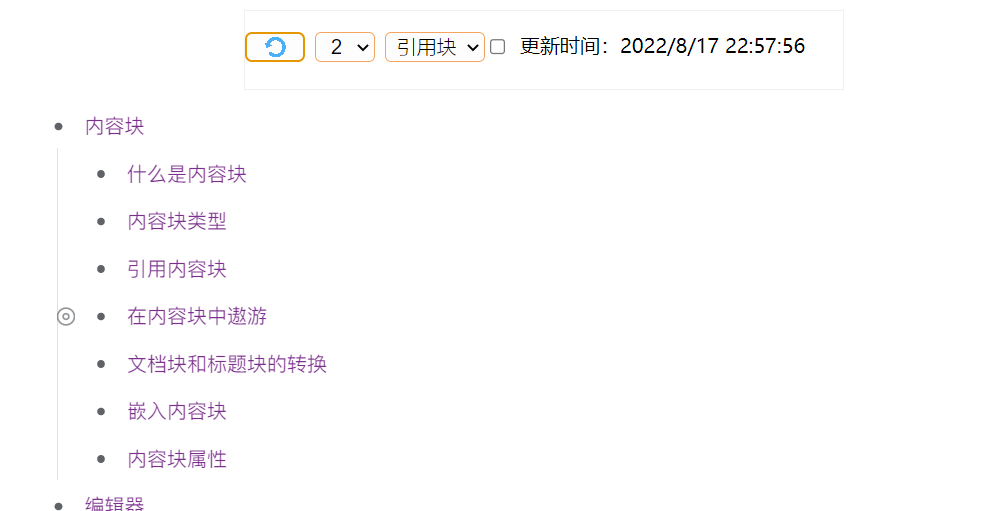 2 引用块 更新时间：2022/8/17 22:57:56
内容块
什么是内容块
内容块类型
引用内容块
在内容块中遨游
文档块和标题块的转换
嵌入内容块
内容块属性
编辑器